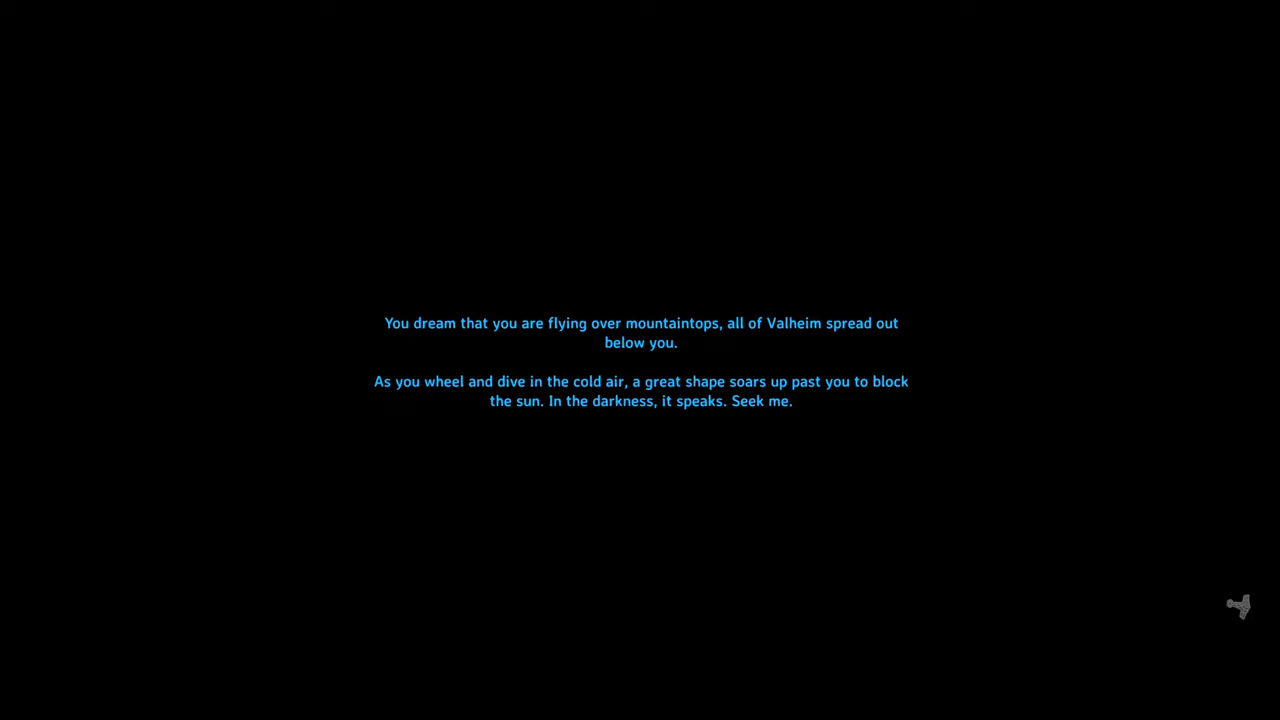 You dream that you are flying over mountaintops, all of Valheim spread out
below you.
As you wheel and dive in the cold air, a great shape soars up past you to block
the sun. In the darkness, it speaks. Seek me.